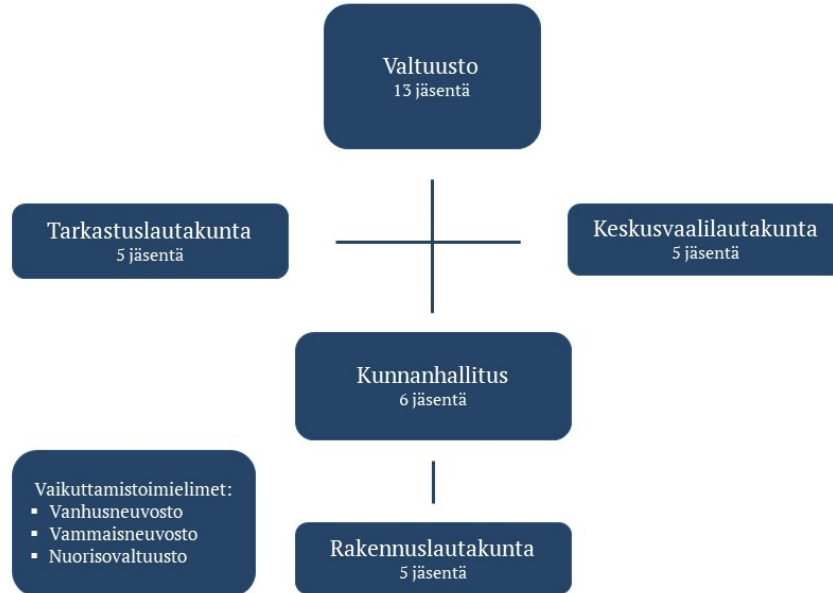 Valtuusto
13 jäsentä
Tarkastuslautakunta
5 jäsentä
Keskusvaalilautakunta
5 jäsentä
Kunnanhallitus
6 jäsentä
Vaikuttamistoimielimet:
▪ Vanhusneuvosto
▪ Vammaisneuvosto
▪ Nuorisovaltuusto
Rakennuslautakunta
5 jäsentä